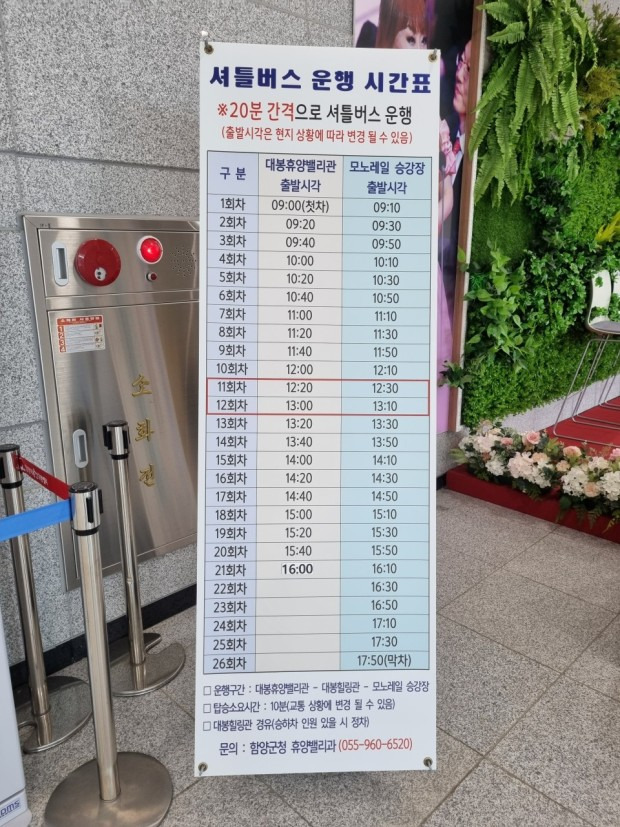 셔틀버스 운행 시간표
※20분 간격으로 셔틀버스 운행
(출발시각은 현지 상황에 따라 변경 될 수 있음)
구 분 대봉휴양밸리관 출발시각 모노레일 승강장 출발시각
1회차 09:00(첫차) 09:10
2회차 09:20 09:30
3회차 09:40 09:50
4회차 10:00 10:10
5회차 10:20 10:30
6회차 10:40 10:50
7회차 11:00 11:10
8회차 11:20 11:30
9회차 11:40 11:50
10회차 12:00 12:10
11회차 12:20 12:30
12회차 13:00 13:10
13회차 13:20 13:30
14회차 13:40 13:50
15회차 14:00 14:10
16회차 14:20 14:30
17회차 14:40 14:50
18회차 15:00 15:10
19회차 15:20 15:30
20회차 15:40 15:50
21회차 16:00 16:10
22회차 16:30
23회차 16:50
24회차 17:10
25회차 17:30
26회차 17:50(막차)
□ 운행구간 : 대봉휴양밸리관 - 대봉힐링관 - 모노레일 승강장
□ 탑승소요시간 : 10분(교통 상황에 변경 될 수 있음)
□ 대봉힐링관 경유(승하차 인원 있을 시 정차)
문의 : 함양군청 휴양밸리과 (055-960-6520)
소화전